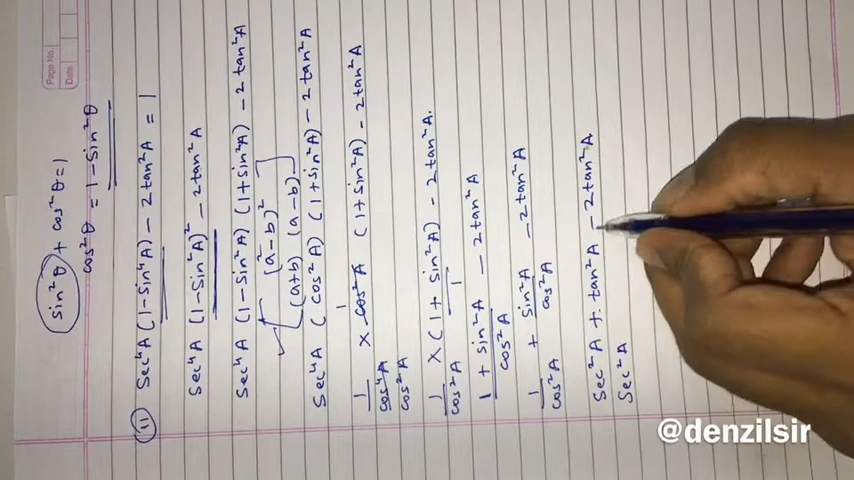 Page No.
Date
sin²θ + cos²θ = 1
cos²θ = 1 - sin²θ
(11) Sec⁴A (1 - sin⁴A) - 2tan²A = 1
Sec⁴A (1 - Sin²A)² - 2tan²A
Sec⁴A (1 - Sin²A) (1 + sin²A) - 2tan²A
(a² - b)²
(a+b) (a-b)
Sec⁴A (cos²A) (1 + sin²A) - 2tan²A
1/cos⁴A × cos²A (1 + sin²A) - 2tan²A
1
cos²A
1/cos²A × (1 + sin²A)/1 - 2tan²A.
1 + sin²A/cos²A - 2tan²A
1/cos²A + sin²A/cos²A - 2tan²A
Sec²A + tan²A - 2tan²A
Sec²A
@denzilsir